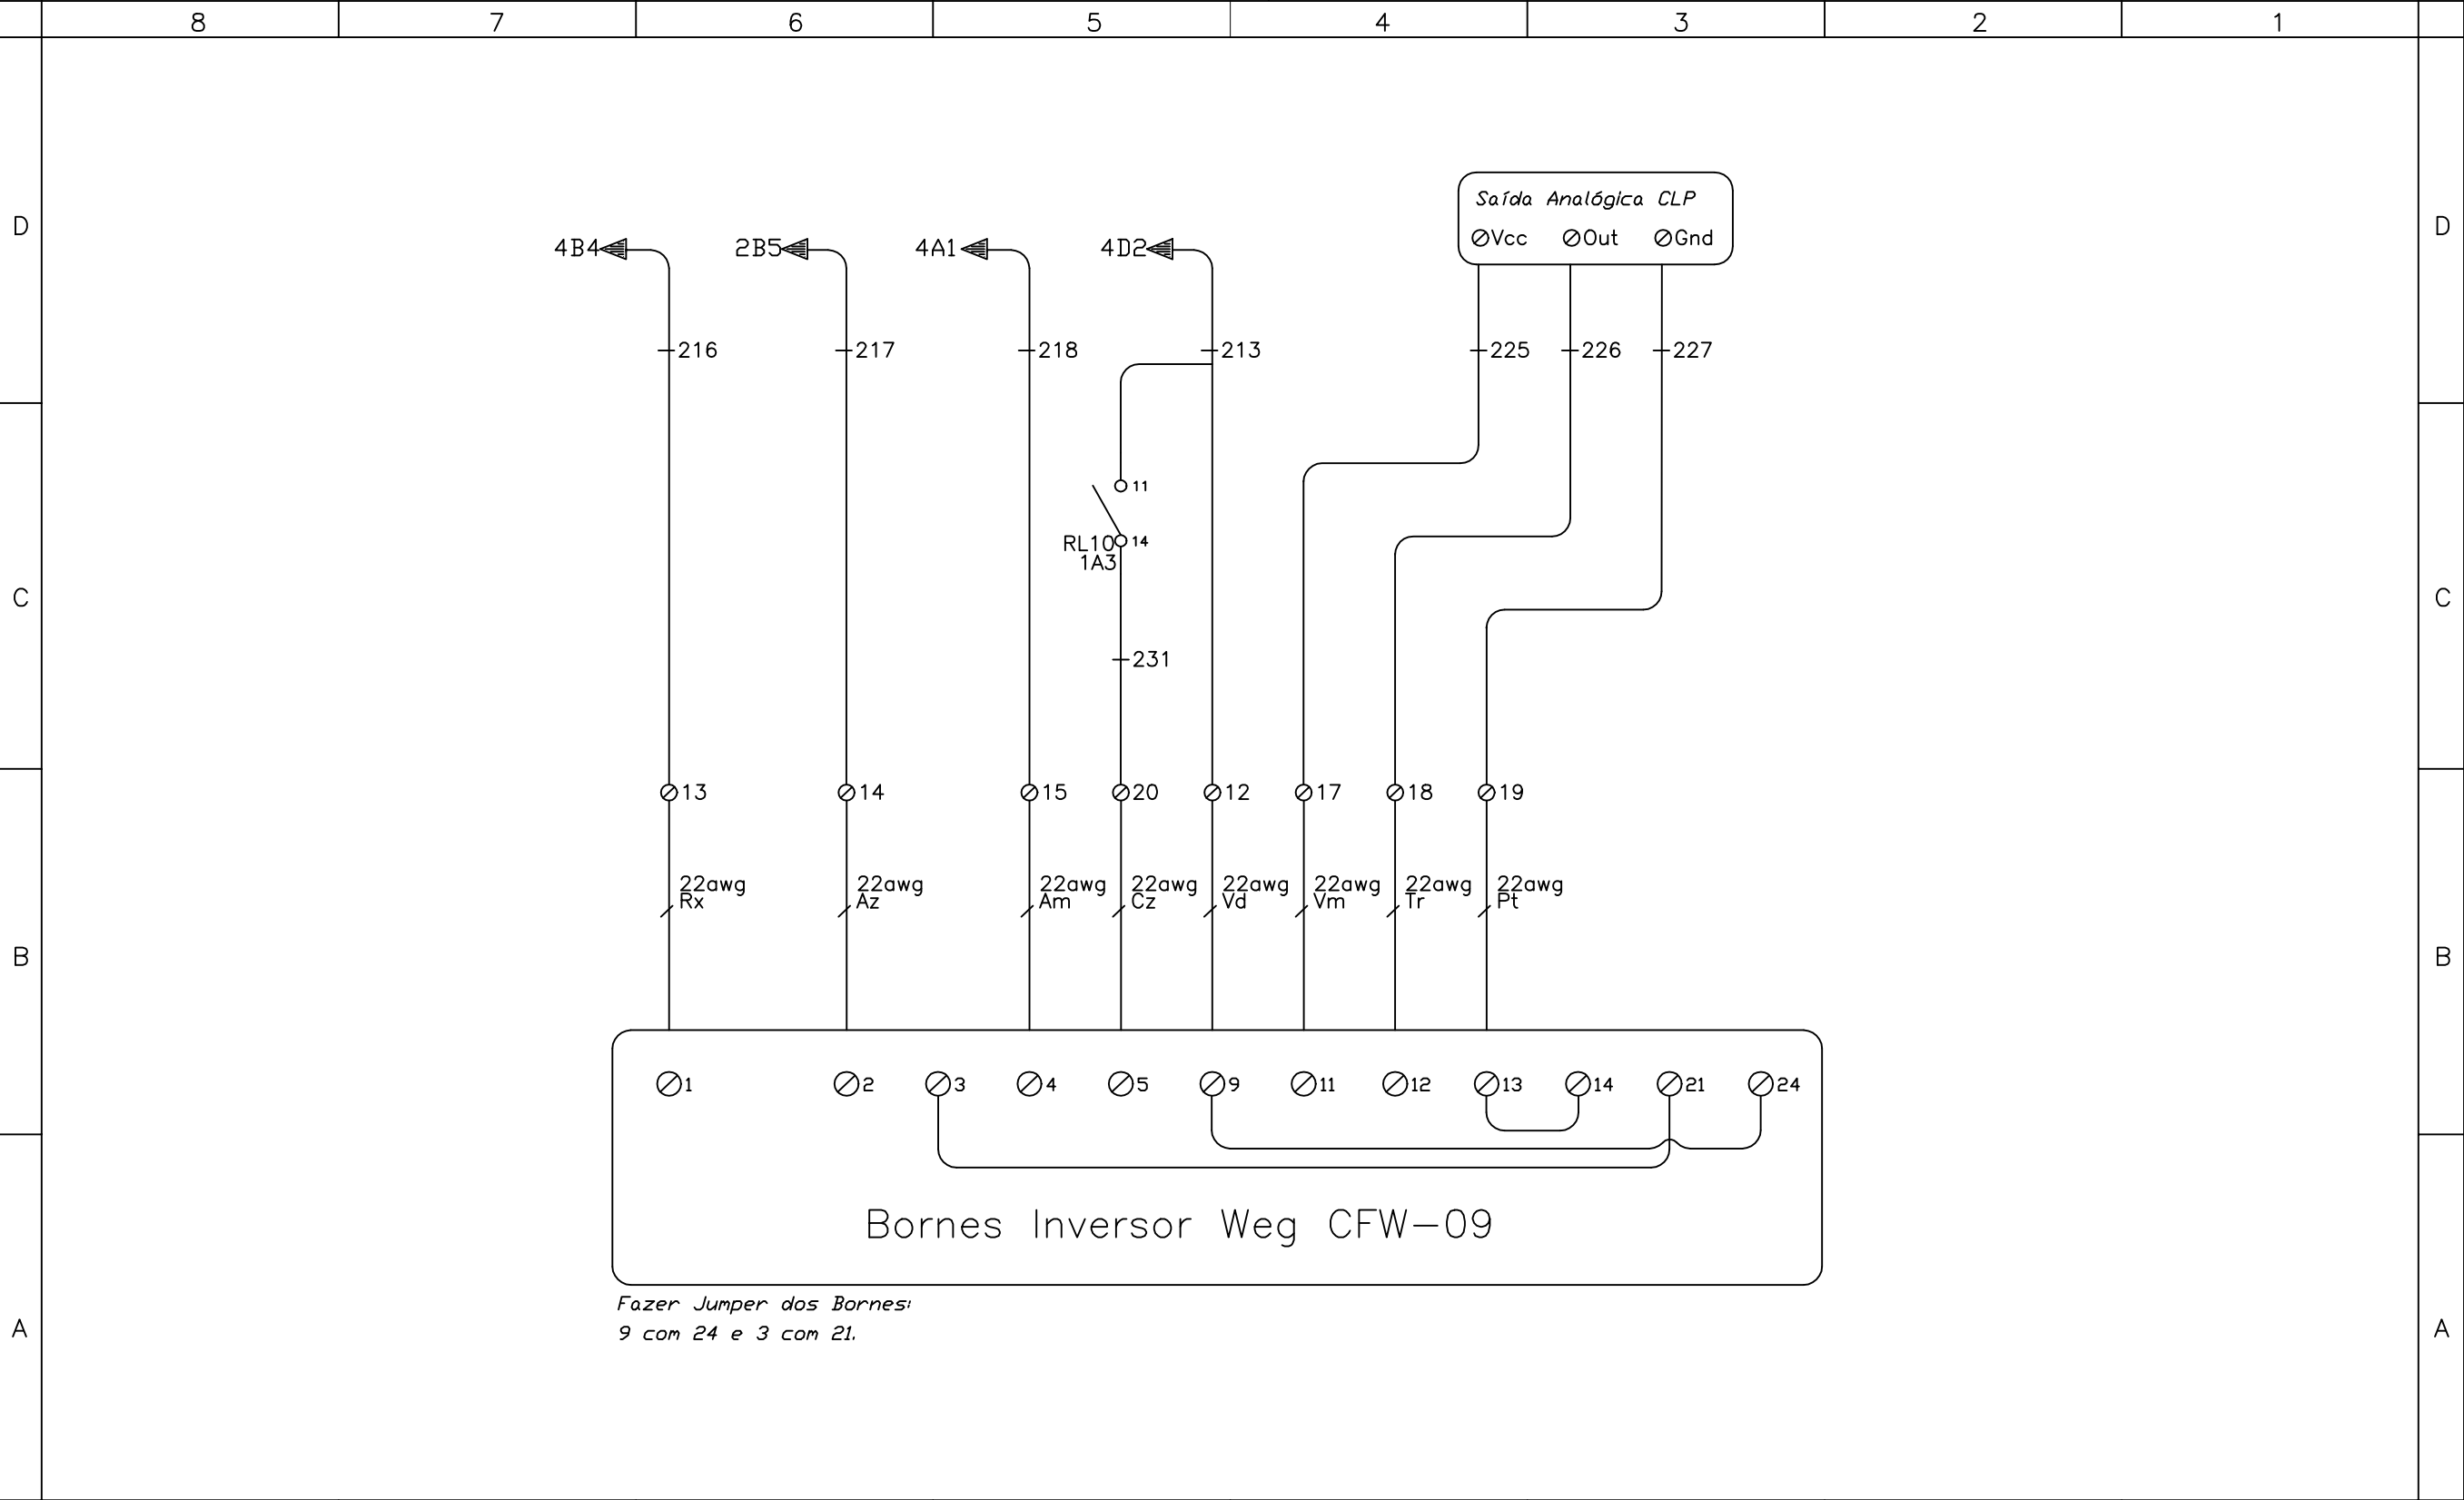 8 7 6 5 4 3 2 1
Saída Analógica CLP
D D
Vcc Out Gnd
4B4 2B5 4A1 4D2
216 217 218 213 225 226 227
11
RL10 14
1A3
C C
231
13 14 15 20 12 17 18 19
22awg 22awg 22awg 22awg 22awg 22awg 22awg 22awg
Rx Az Am Cz Vd Vm Tr Pt
B B
1 2 3 4 5 9 11 12 13 14 21 24
Bornes Inversor Weg CFW-09
Fazer Jumper dos Bornes:
9 com 24 e 3 com 21.
A A